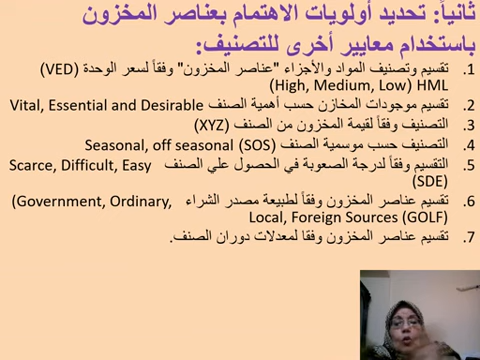 ثانياً: تحديد أولويات الاهتمام بعناصر المخزون
باستخدام معايير أخرى للتصنيف:
1. تقسيم وتصنيف المواد والأجزاء "عناصر المخزون" وفقاً لسعر الوحدة (VED)
(High, Medium, Low) HML
2. تقسيم موجودات المخازن حسب أهمية الصنف Vital, Essential and Desirable
3. التصنيف وفقاً لقيمة المخزون من الصنف (XYZ)
4. التصنيف حسب موسمية الصنف Seasonal, off seasonal (SOS)
5. التقسيم وفقاً لدرجة الصعوبة في الحصول علي الصنف Scarce, Difficult, Easy
(SDE)
6. تقسيم عناصر المخزون وفقاً لطبيعة مصدر الشراء (Government, Ordinary,
Local, Foreign Sources (GOLF)
7. تقسيم عناصر المخزون وفقا لمعدلات دوران الصنف.